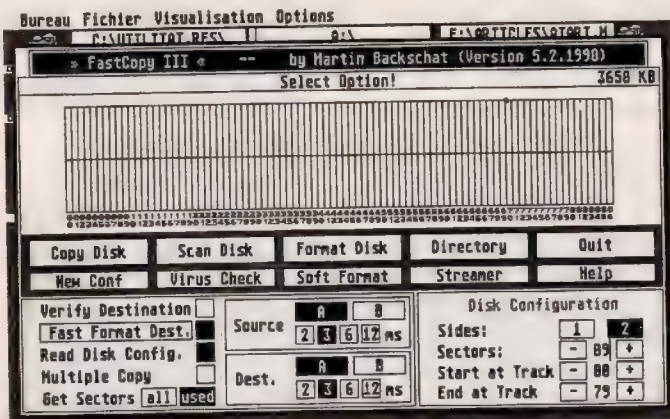 Bureau Fichier Visualisation Options
C:\UTILITAT.RES\ A:\ F:\ARTICLES\ATARI.M
» FastCopy III « -- by Martin Backschat (Version 5.2.1990)
Select Option! 3650 KB
Copy Disk Scan Disk Format Disk Directory Quit
New Conf Virus Check Soft Format Streamer Help
Verify Destination
Fast Format Dest.
Read Disk Config.
Multiple Copy
Get Sectors all used
Source A B
2 3 6 12 ms
Dest. A B
2 3 6 12 ms
Disk Configuration
Sides: 1 2
Sectors: - 09 +
Start at Track - 00 +
End at Track - 79 +